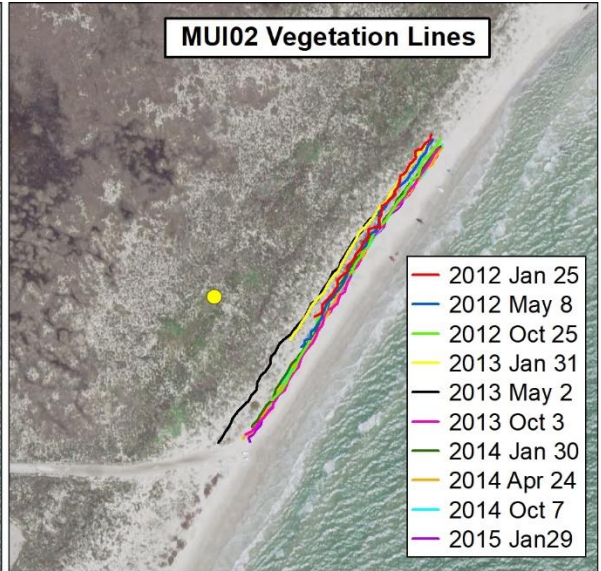 MUI02 Vegetation Lines
2012 Jan 25
2012 May 8
2012 Oct 25
2013 Jan 31
2013 May 2
2013 Oct 3
2014 Jan 30
2014 Apr 24
2014 Oct 7
2015 Jan29